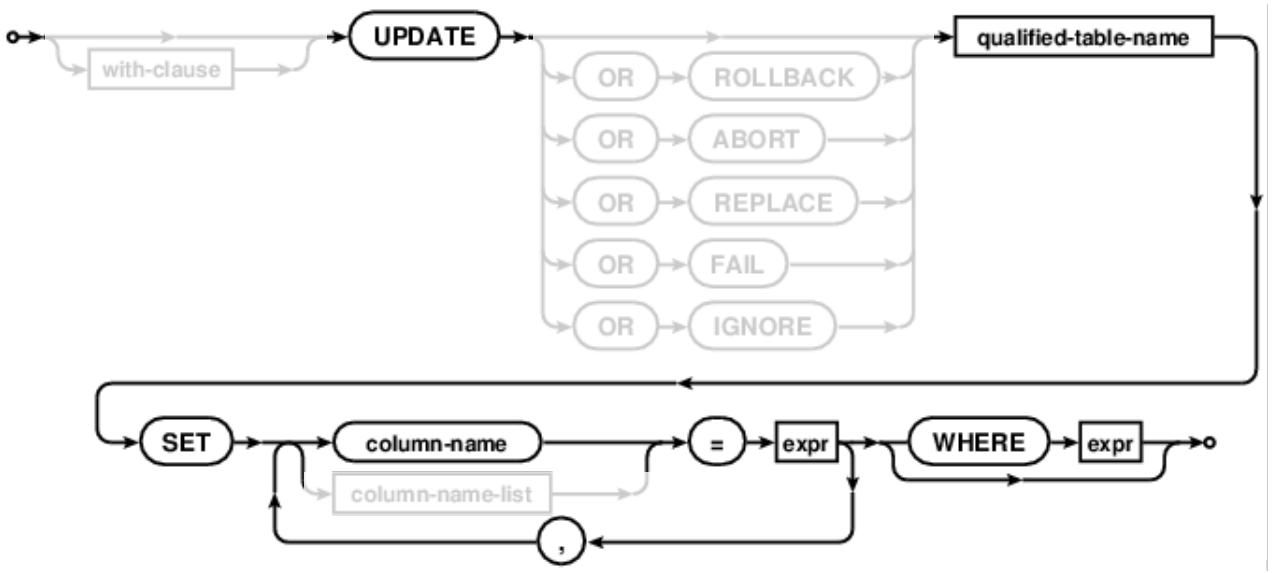 UPDATE qualified-table-name
with-clause
OR ROLLBACK
OR ABORT
OR REPLACE
OR FAIL
OR IGNORE
SET column-name = expr WHERE expr
column-name-list
,